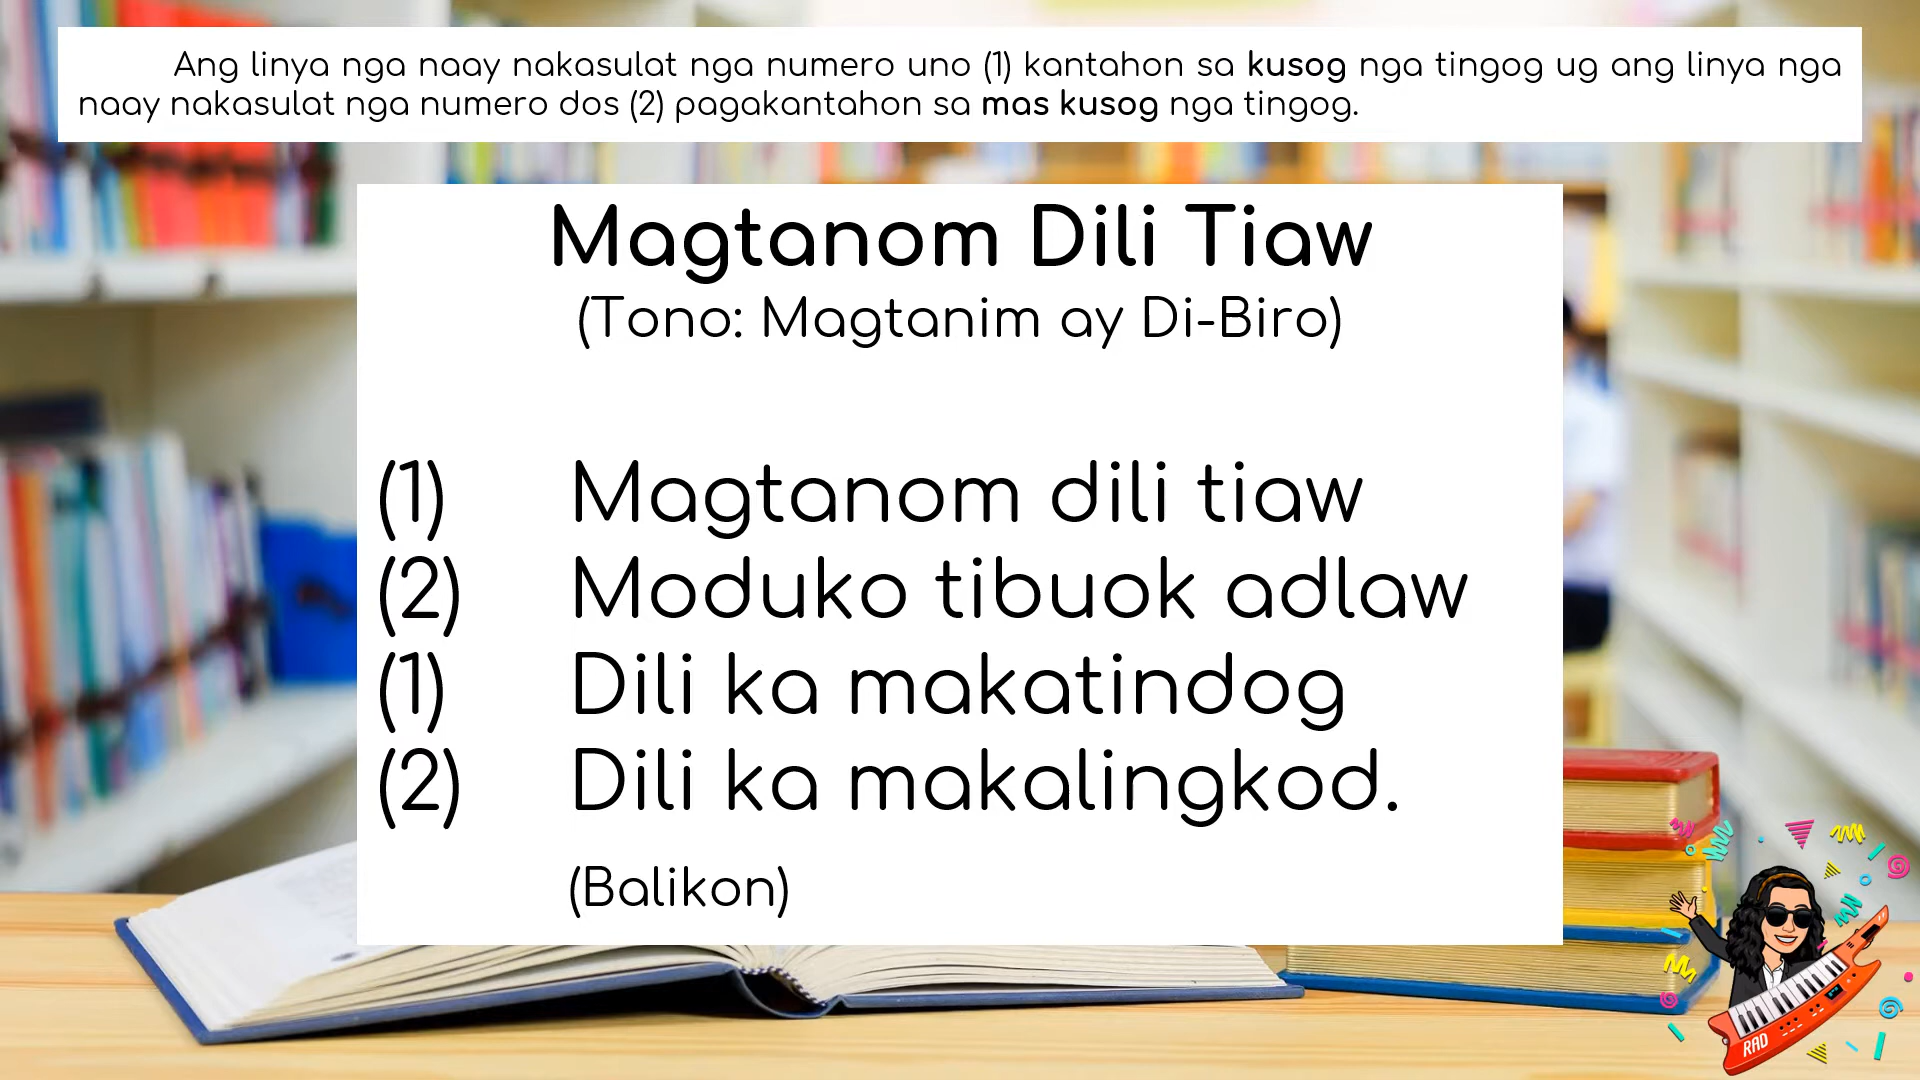 Ang linya nga naay nakasulat nga numero uno (1) kantahon sa kusog nga tingog ug ang linya nga
naay nakasulat nga numero dos (2) pagakantahon sa mas kusog nga tingog.
Magtanom Dili Tiaw
(Tono: Magtanim ay Di-Biro)
(1) Magtanom dili tiaw
(2) Moduko tibuok adlaw
(1) Dili ka makatindog
(2) Dili ka makalingkod.
(Balikon)
RAD